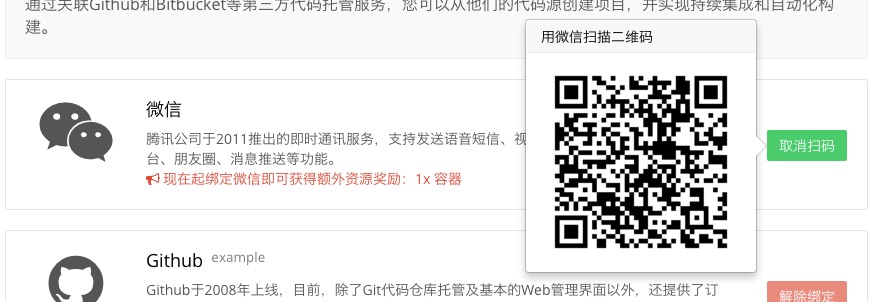 通过关联Github和Bitbucket等第三方代码托管服务，您可以从他们的代码源创建项目，并实现持续集成和自动化构
建。
用微信扫描二维码
微信
腾讯公司于2011推出的即时通讯服务，支持发送语音短信、视
台、朋友圈、消息推送等功能。
现在起绑定微信即可获得额外资源奖励：1x 容器
取消扫码
Github example
Github于2008年上线，目前，除了Git代码仓库托管及基本的Web管理界面以外，还提供了订
解除绑定